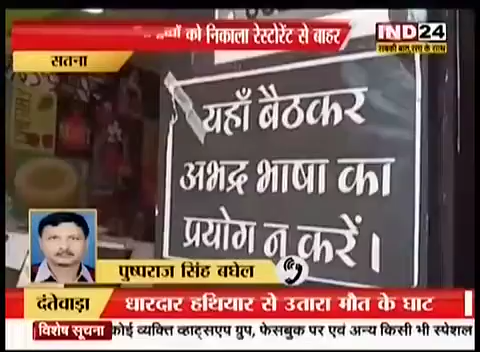 को निकाला रेस्टोरेंट से बाहर
IND24
सबकी बात सच के साथ
सतना
यहाँ बैठकर
अभद्र भाषा का
प्रयोग न करें।
पुष्पराज सिंह बघेल
दंतेवाड़ा
धारदार हथियार से उतारा मौत के घाट
विशेष सूचना
कोई व्यक्ति व्हाट्सएप ग्रुप, फेसबुक पर एवं अन्य किसी भी स्पेशल